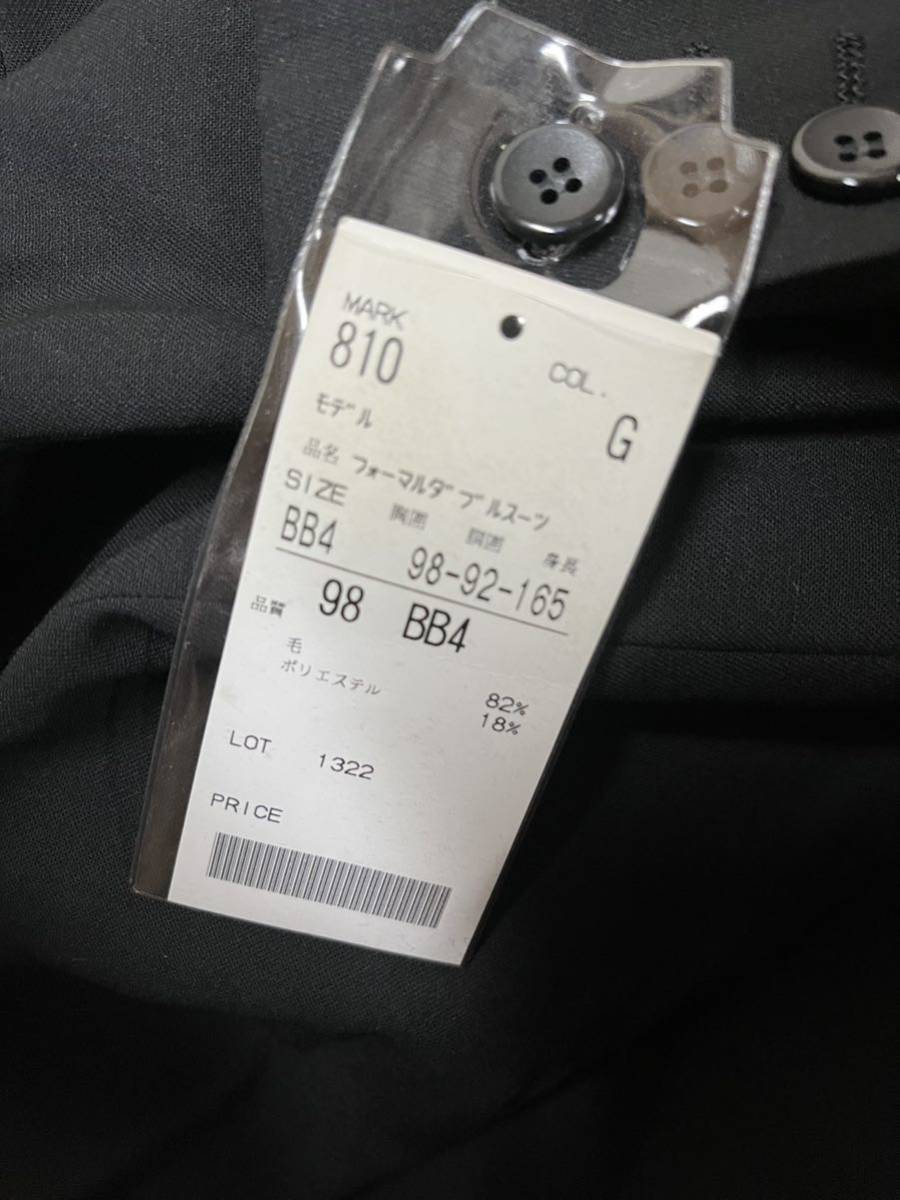 MARK
810
COL.
G
モデル
品名 フォーマルダブルスーツ
SIZE 胸囲 胴囲 身長
BB4 98-92-165
品質 98 BB4
毛 82%
ポリエステル 18%
LOT 1322
PRICE